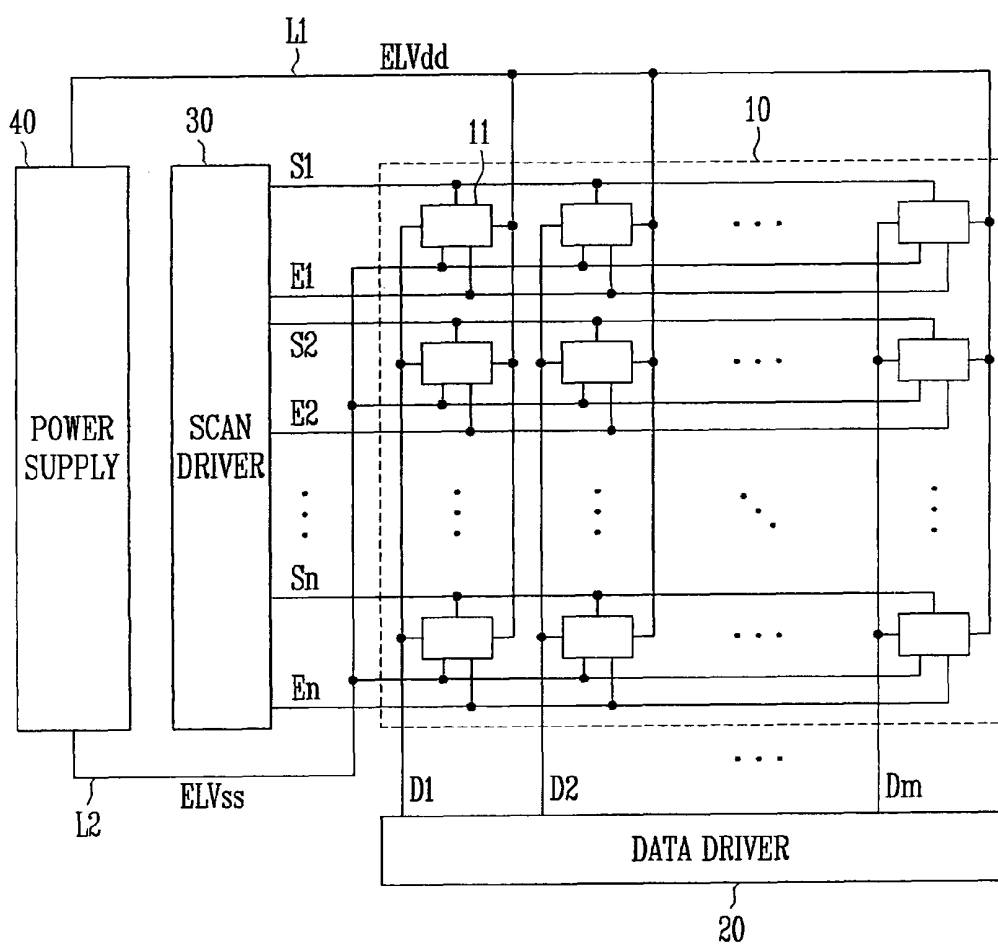 L1
ELVdd
40
30
11
10
S1
E1
S2
E2
POWER
SUPPLY
SCAN
DRIVER
Sn
En
ELVss
L2
D1
D2
Dm
DATA DRIVER
20